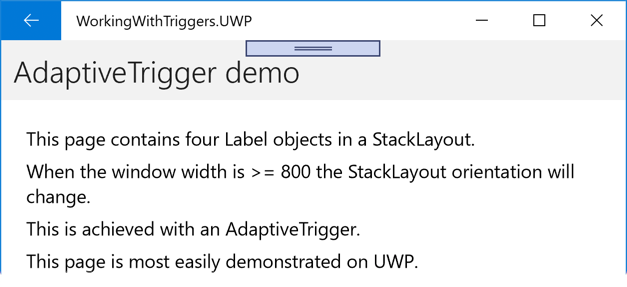 WorkingWithTriggers.UWP
AdaptiveTrigger demo
This page contains four Label objects in a StackLayout.
When the window width is >= 800 the StackLayout orientation will
change.
This is achieved with an AdaptiveTrigger.
This page is most easily demonstrated on UWP.